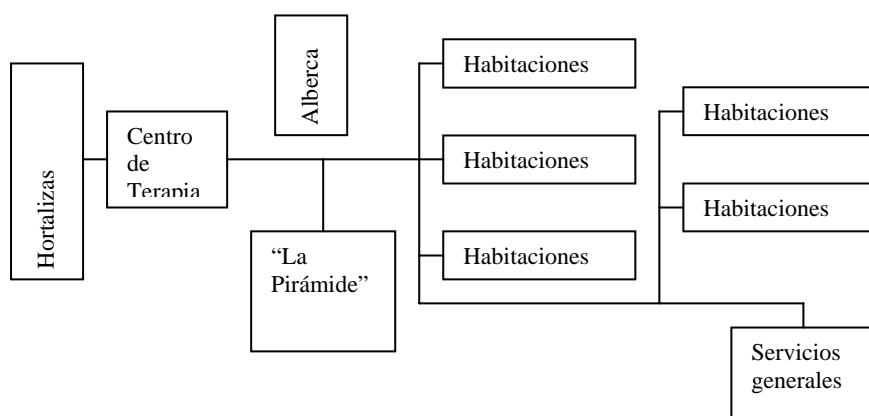 Hortalizas
Centro
de
Terapia
Alberca
“La
Pirámide”
Habitaciones
Habitaciones
Habitaciones
Habitaciones
Habitaciones
Servicios
generales